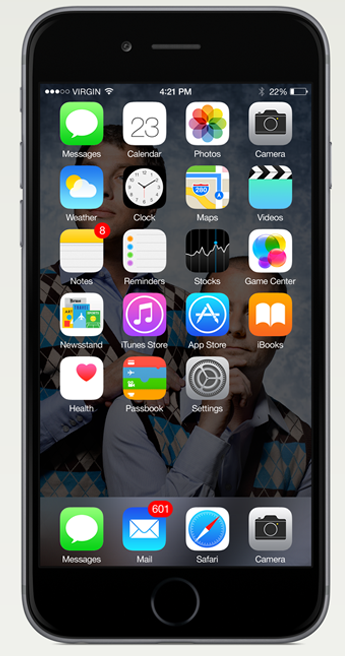 VIRGIN 4:21 PM 22%
23
Messages Calendar Photos Camera
280
Weather Clock Maps Videos
8
Notes Reminders Stocks Game Center
Newsstand iTunes Store App Store iBooks
Health Passbook Settings
601
Messages Mail Safari Camera